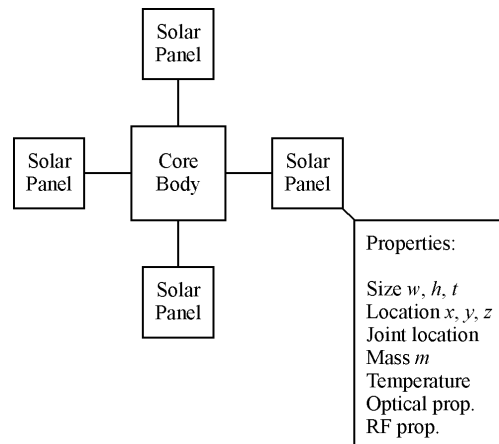 Solar
Panel
Solar
Panel
Core
Body
Solar
Panel
Solar
Panel
Properties:
Size w, h, t
Location x, y, z
Joint location
Mass m
Temperature
Optical prop.
RF prop.